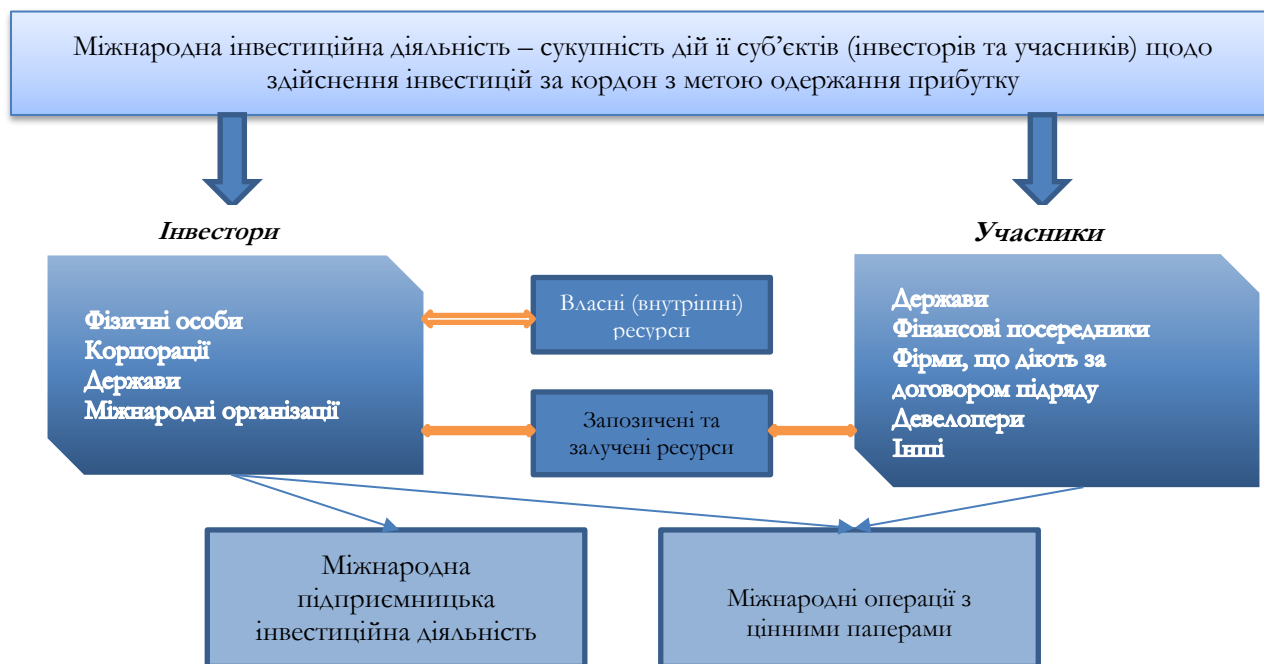 Міжнародна інвестиційна діяльність – сукупність дій її суб’єктів (інвесторів та учасників) щодо
здійснення інвестицій за кордон з метою одержання прибутку
Інвестори
Учасники
Фізичні особи
Корпорації
Держави
Міжнародні організації
Власні (внутрішні)
ресурси
Запозичені та
залучені ресурси
Держави
Фінансові посередники
Фірми, що діють за
договором підряду
Девелопери
Інші
Міжнародна
підприємницька
інвестиційна діяльність
Міжнародні операції з
цінними паперами